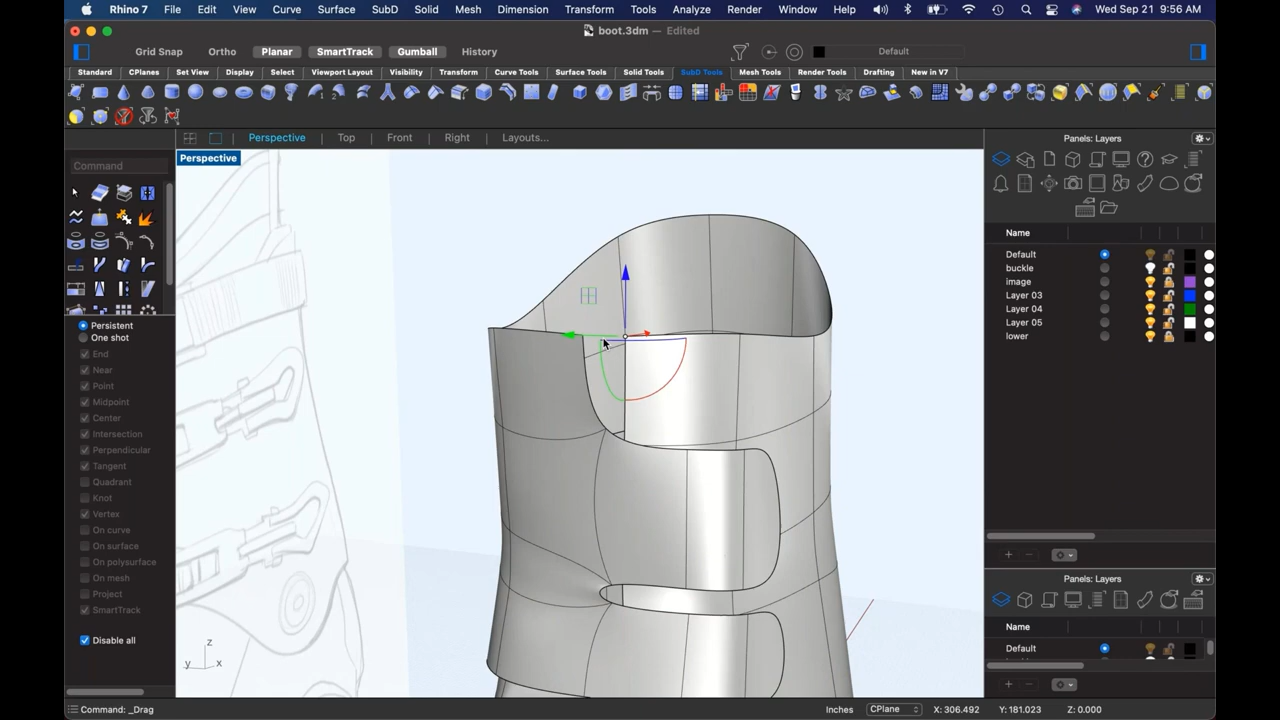 Rhino 7 File Edit View Curve Surface SubD Solid Mesh Dimension Transform Tools Analyze Render Window Help Wed Sep 21 9:56 AM
boot.3dm — Edited
Grid Snap Ortho Planar SmartTrack Gumball History Default
Standard CPlanes Set View Display Select Viewport Layout Visibility Transform Curve Tools Surface Tools Solid Tools SubD Tools Mesh Tools Render Tools Drafting New in V7
Perspective Top Front Right Layouts...
Panels: Layers
Perspective
Command
Name
Default
buckle
image
Layer 03
Layer 04
Layer 05
lower
Persistent
One shot
End
Near
Point
Midpoint
Center
Intersection
Perpendicular
Tangent
Quadrant
Knot
Vertex
On curve
On surface
On polysurface
On mesh
Project
SmartTrack
Disable all
z
y x
Panels: Layers
Name
Default
Command: _Drag Inches CPlane X: 306.492 Y: 181.023 Z: 0.000